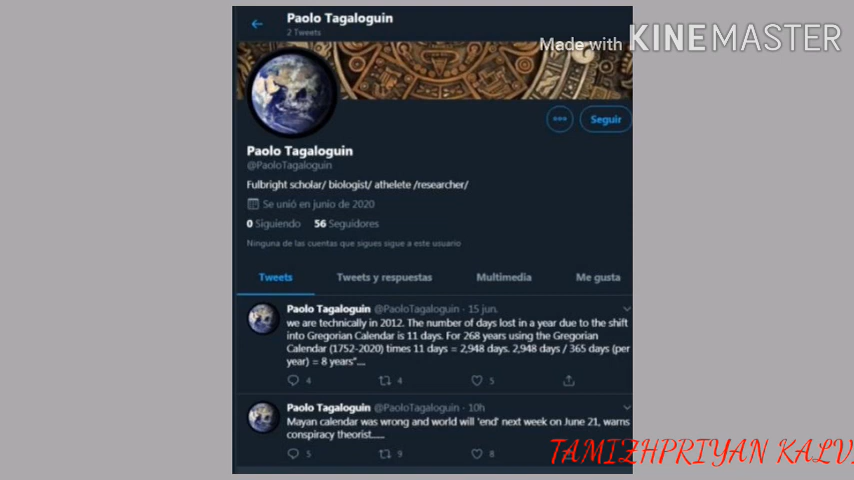 Paolo Tagaloguin
2 Tweets
Made with KINEMASTER
Seguir
Paolo Tagaloguin
@PaoloTagaloguin
Fulbright scholar/ biologist/ athelete /researcher/
Se unió en junio de 2020
0 Siguiendo 56 Seguidores
Ninguna de las cuentas que sigues sigue a este usuario
Tweets Tweets y respuestas Multimedia Me gusta
Paolo Tagaloguin @PaoloTagaloguin · 15 jun.
we are technically in 2012. The number of days lost in a year due to the shift
into Gregorian Calendar is 11 days. For 268 years using the Gregorian
Calendar (1752-2020) times 11 days = 2,948 days. 2,948 days / 365 days (per
year) = 8 years"....
4 4 5
Paolo Tagaloguin @PaoloTagaloguin · 10h
Mayan calendar was wrong and world will 'end' next week on June 21, warns
conspiracy theorist.....
5 9 8
TAMIZHPRIYAN KALVI